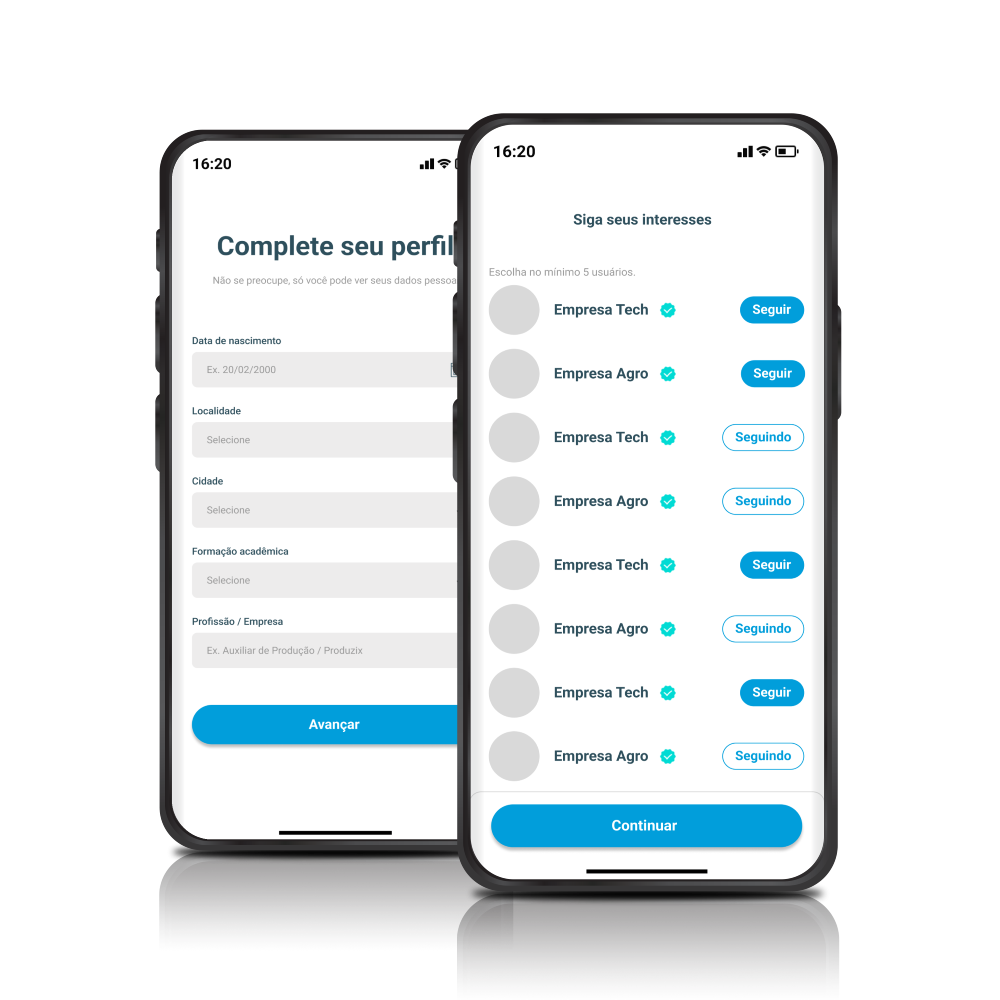 16:20
Complete seu perfil
Não se preocupe, só você pode ver seus dados
Data de nascimento
Ex. 20/02/2000
Localidade
Selecione
Cidade
Selecione
Formação acadêmica
Selecione
Profissão / Empresa
Ex. Auxiliar de Produção / Produzix
Avançar
16:20
Siga seus interesses
Escolha no mínimo 5 usuários.
Empresa Tech Seguir
Empresa Agro Seguir
Empresa Tech Seguindo
Empresa Agro Seguindo
Empresa Tech Seguir
Empresa Agro Seguindo
Empresa Tech Seguir
Empresa Agro Seguindo
Continuar